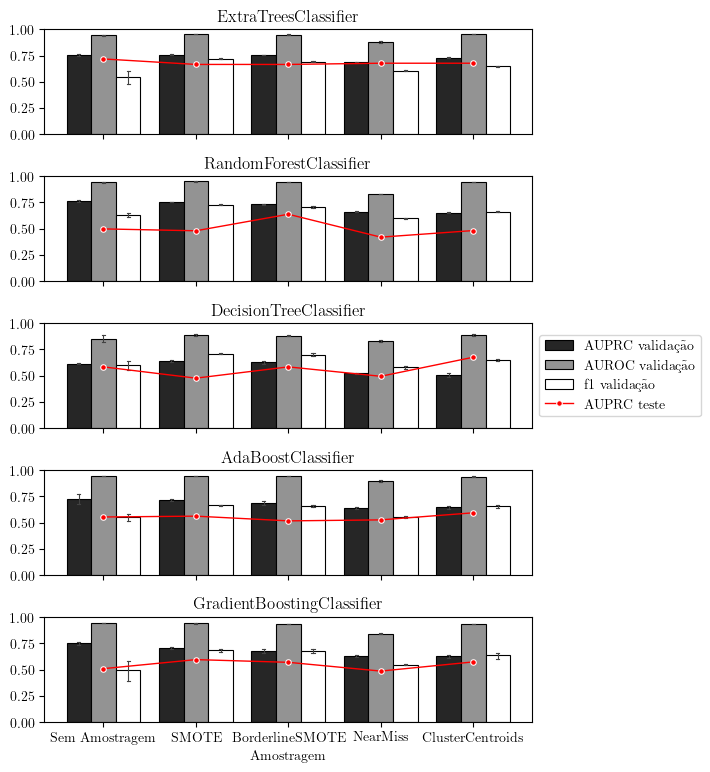 ExtraTreesClassifier
1.00
0.75
0.50
0.25
0.00
RandomForestClassifier
1.00
0.75
0.50
0.25
0.00
DecisionTreeClassifier
1.00
0.75
0.50
0.25
0.00
AUPRC validação
AUROC validação
f1 validação
AUPRC teste
AdaBoostClassifier
1.00
0.75
0.50
0.25
0.00
GradientBoostingClassifier
1.00
0.75
0.50
0.25
0.00
Sem Amostragem SMOTE BorderlineSMOTE NearMiss ClusterCentroids
Amostragem